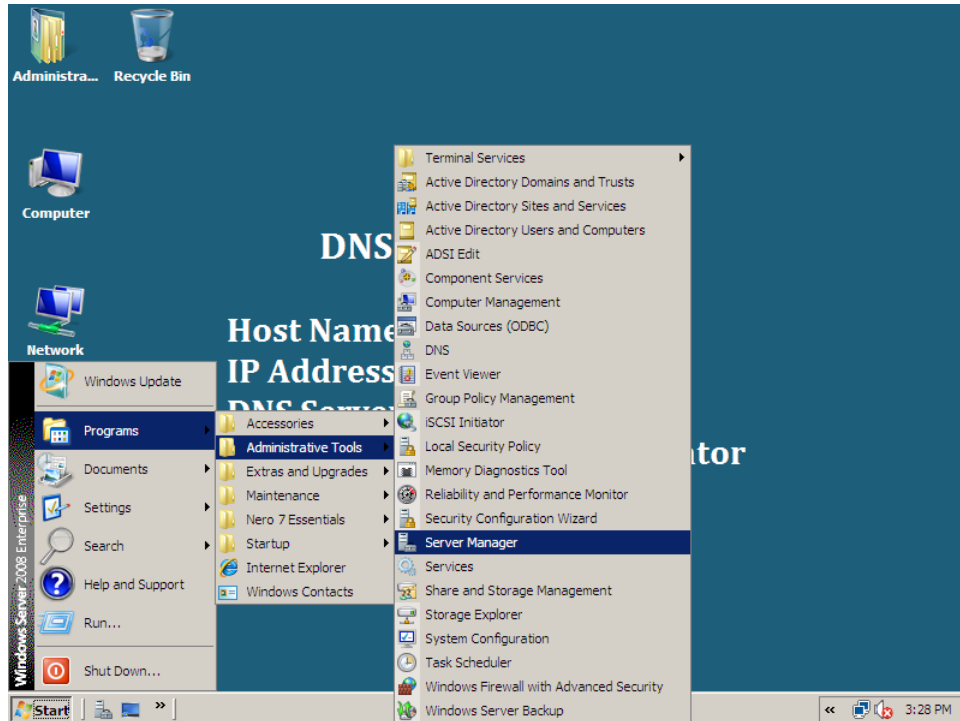 Administra...
Recycle Bin
Computer
Network
DNS
Host Name
IP Address
DNS Server
tor
Windows Server 2008 Enterprise
Windows Update
Programs
Documents
Settings
Search
Help and Support
Run...
Shut Down...
Accessories
Administrative Tools
Extras and Upgrades
Maintenance
Nero 7 Essentials
Startup
Internet Explorer
Windows Contacts
Terminal Services
Active Directory Domains and Trusts
Active Directory Sites and Services
Active Directory Users and Computers
ADSI Edit
Component Services
Computer Management
Data Sources (ODBC)
DNS
Event Viewer
Group Policy Management
iSCSI Initiator
Local Security Policy
Memory Diagnostics Tool
Reliability and Performance Monitor
Security Configuration Wizard
Server Manager
Services
Share and Storage Management
Storage Explorer
System Configuration
Task Scheduler
Windows Firewall with Advanced Security
Windows Server Backup
Start
»
«
3:28 PM